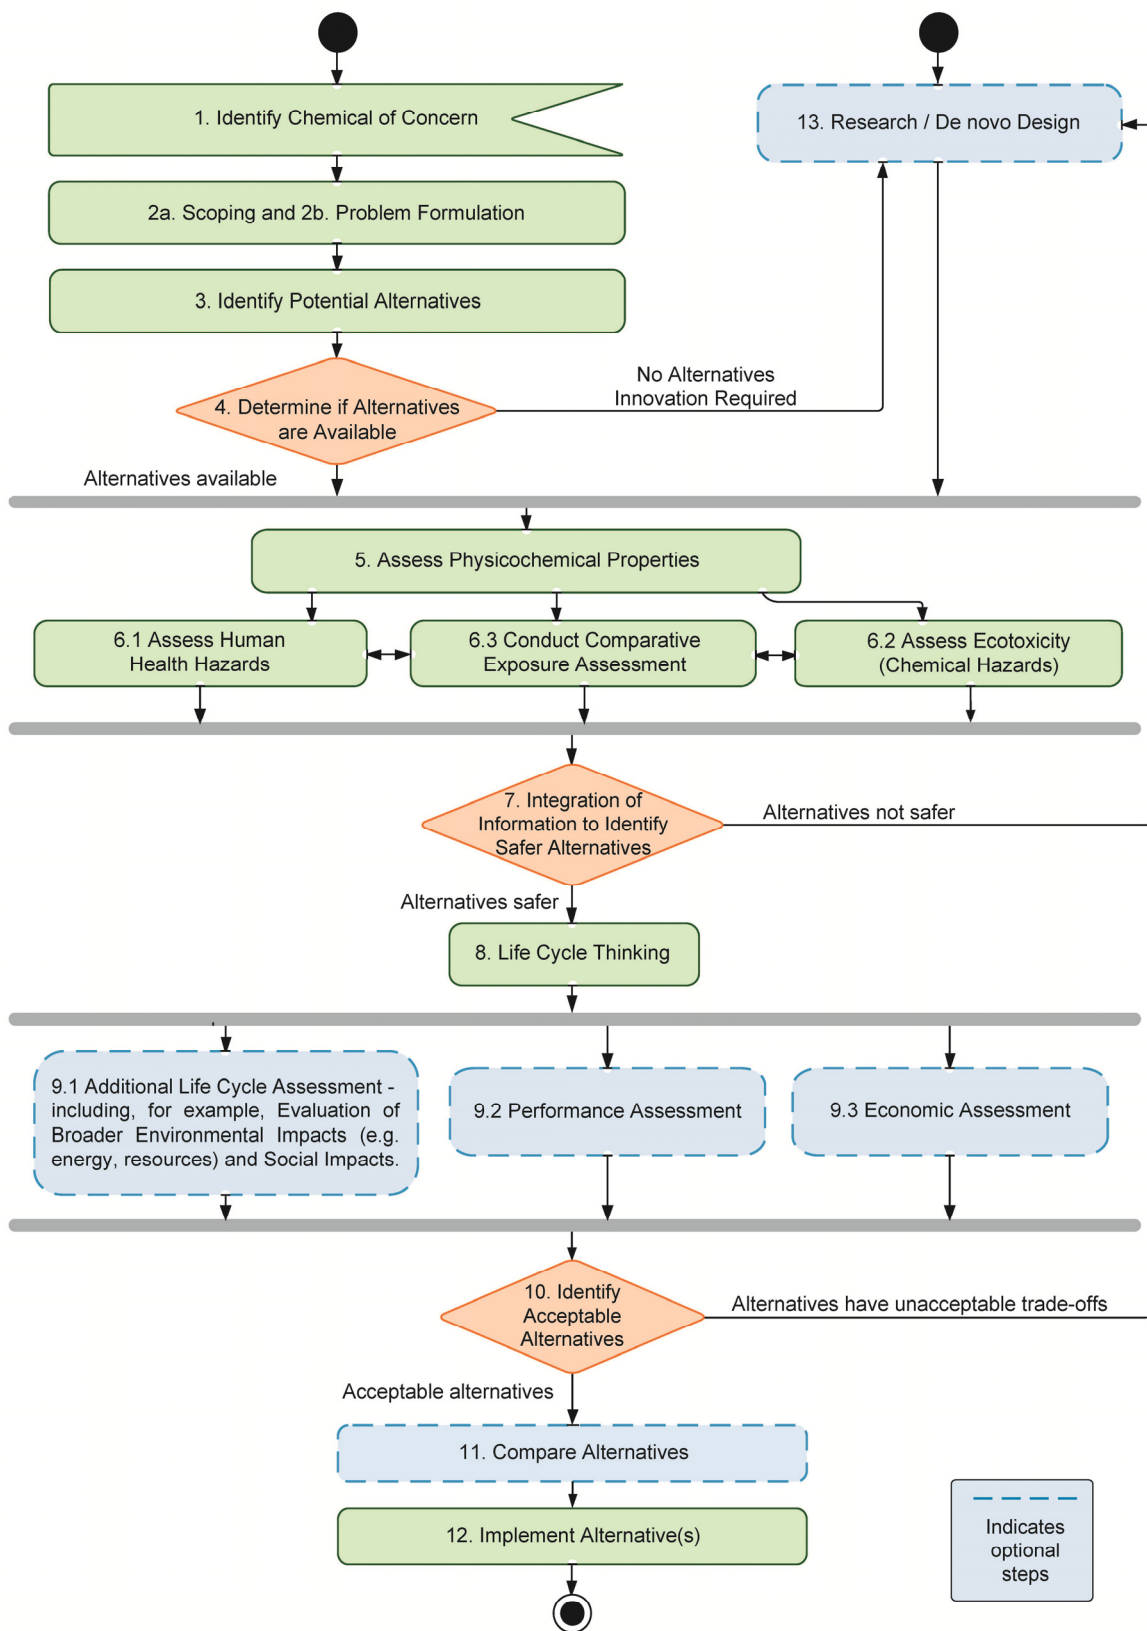 1. Identify Chemical of Concern
13. Research / De novo Design
2a. Scoping and 2b. Problem Formulation
3. Identify Potential Alternatives
No Alternatives
Innovation Required
4. Determine if Alternatives
are Available
Alternatives available
5. Assess Physicochemical Properties
6.1 Assess Human
Health Hazards
6.3 Conduct Comparative
Exposure Assessment
6.2 Assess Ecotoxicity
(Chemical Hazards)
7. Integration of
Information to Identify
Safer Alternatives
Alternatives not safer
Alternatives safer
8. Life Cycle Thinking
9.1 Additional Life Cycle Assessment -
including, for example, Evaluation of
Broader Environmental Impacts (e.g.
energy, resources) and Social Impacts.
9.2 Performance Assessment
9.3 Economic Assessment
10. Identify
Acceptable
Alternatives
Alternatives have unacceptable trade-offs
Acceptable alternatives
11. Compare Alternatives
12. Implement Alternative(s)
Indicates
optional
steps